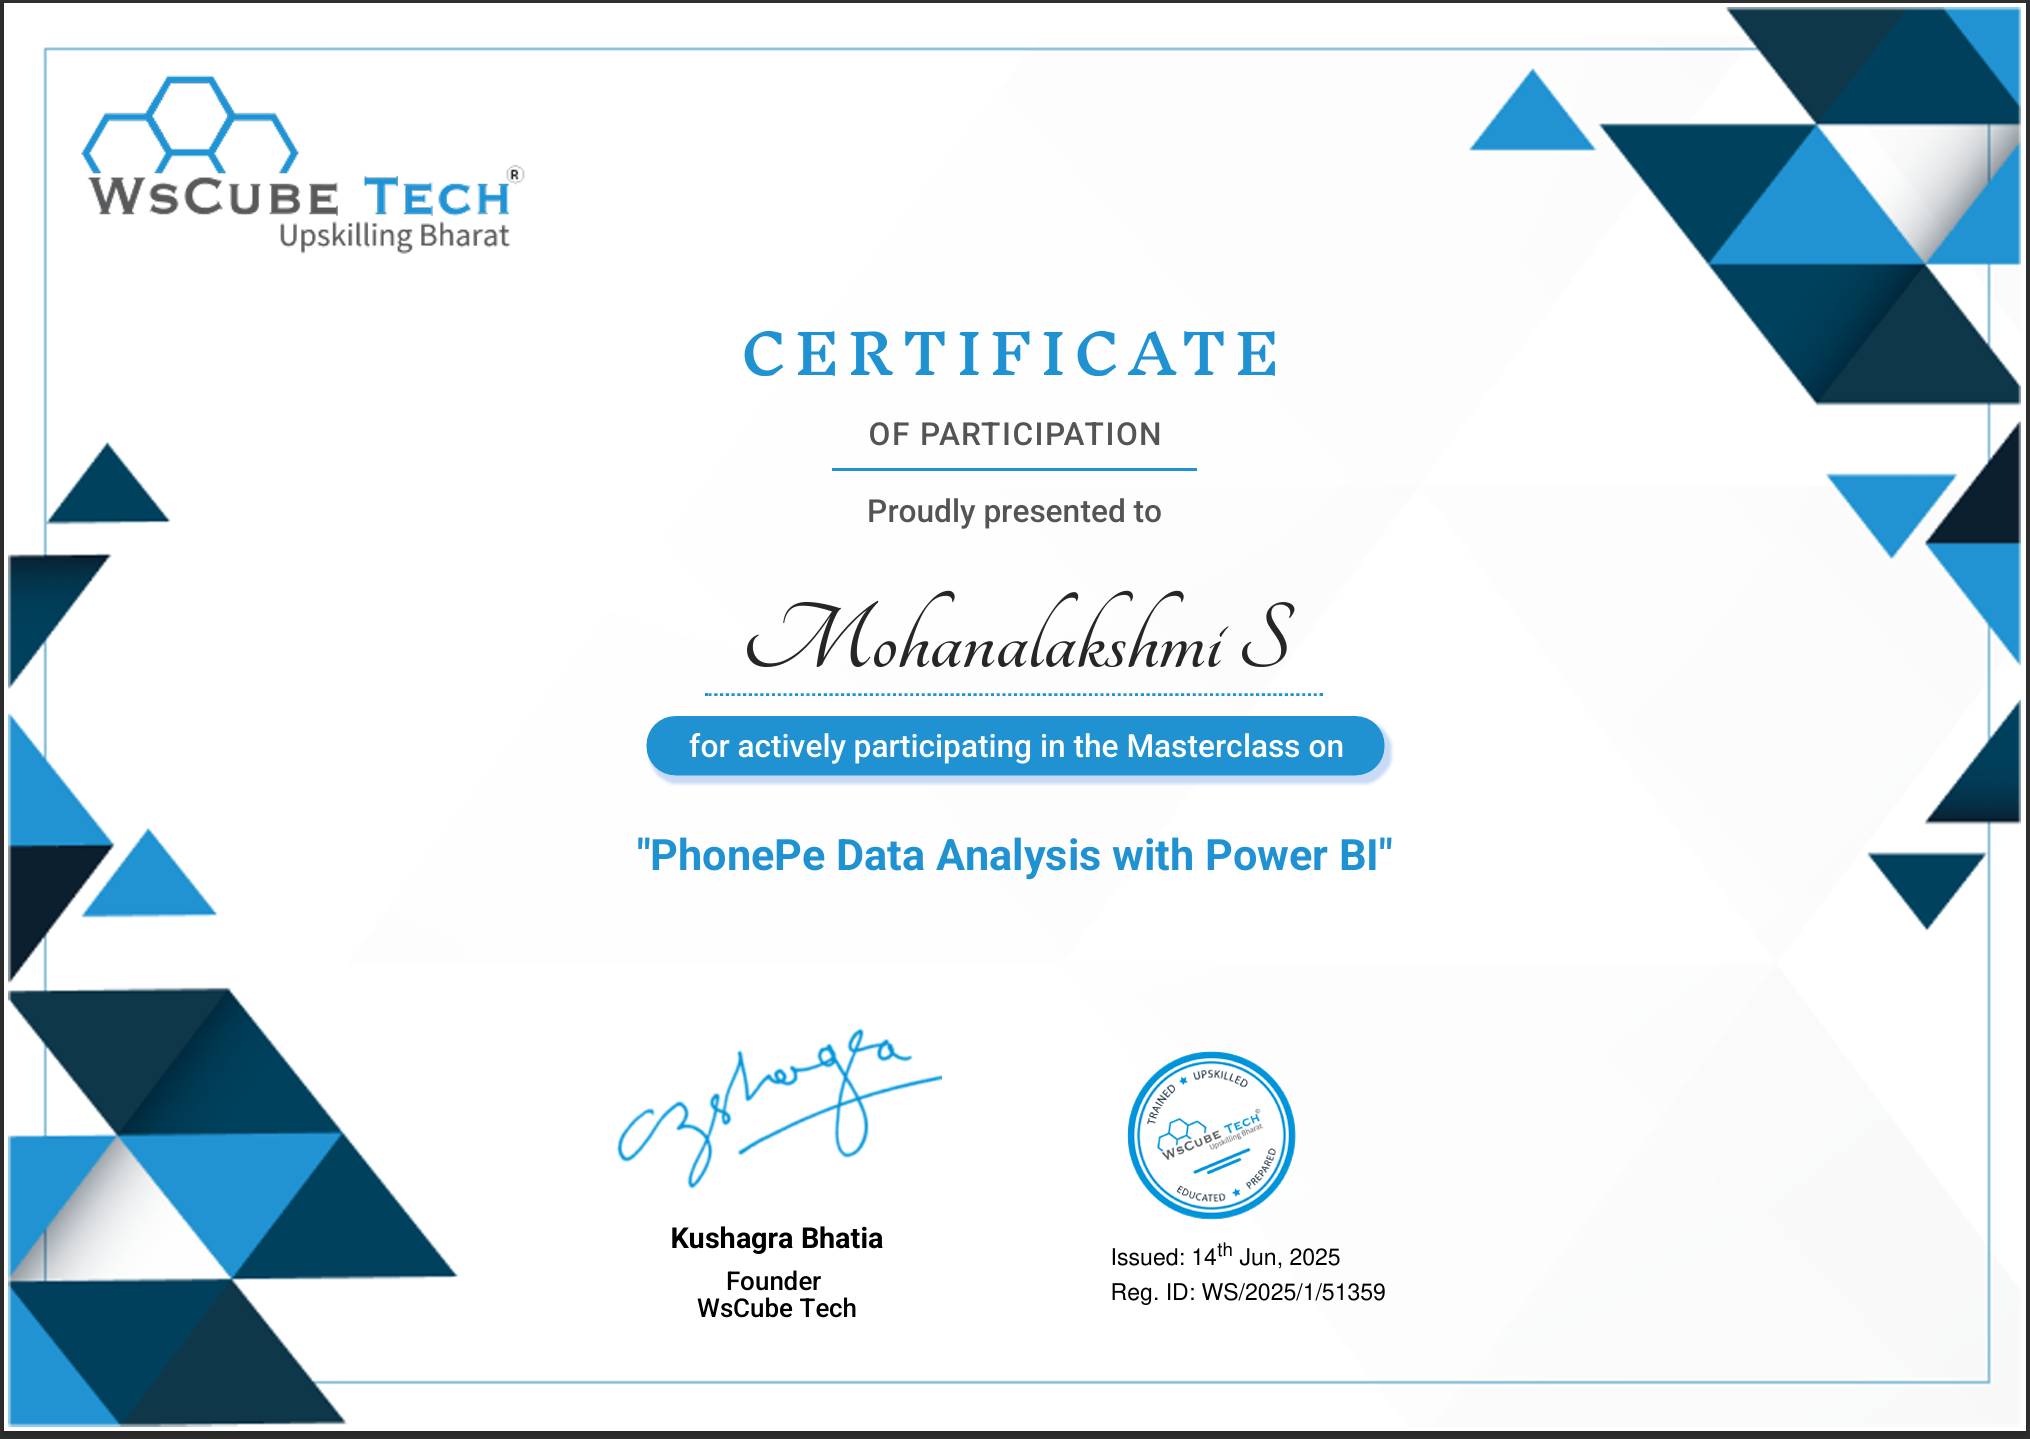 WsCube Tech®
Upskilling Bharat
CERTIFICATE
OF PARTICIPATION
Proudly presented to
Mohanalakshmi S
for actively participating in the Masterclass on
"PhonePe Data Analysis with Power BI"
Kushagra
TRAINED ★ UPSKILLED
WsCube Tech®
Upskilling Bharat
EDUCATED ★ PREPARED
Kushagra Bhatia
Founder
WsCube Tech
Issued: 14th Jun, 2025
Reg. ID: WS/2025/1/51359